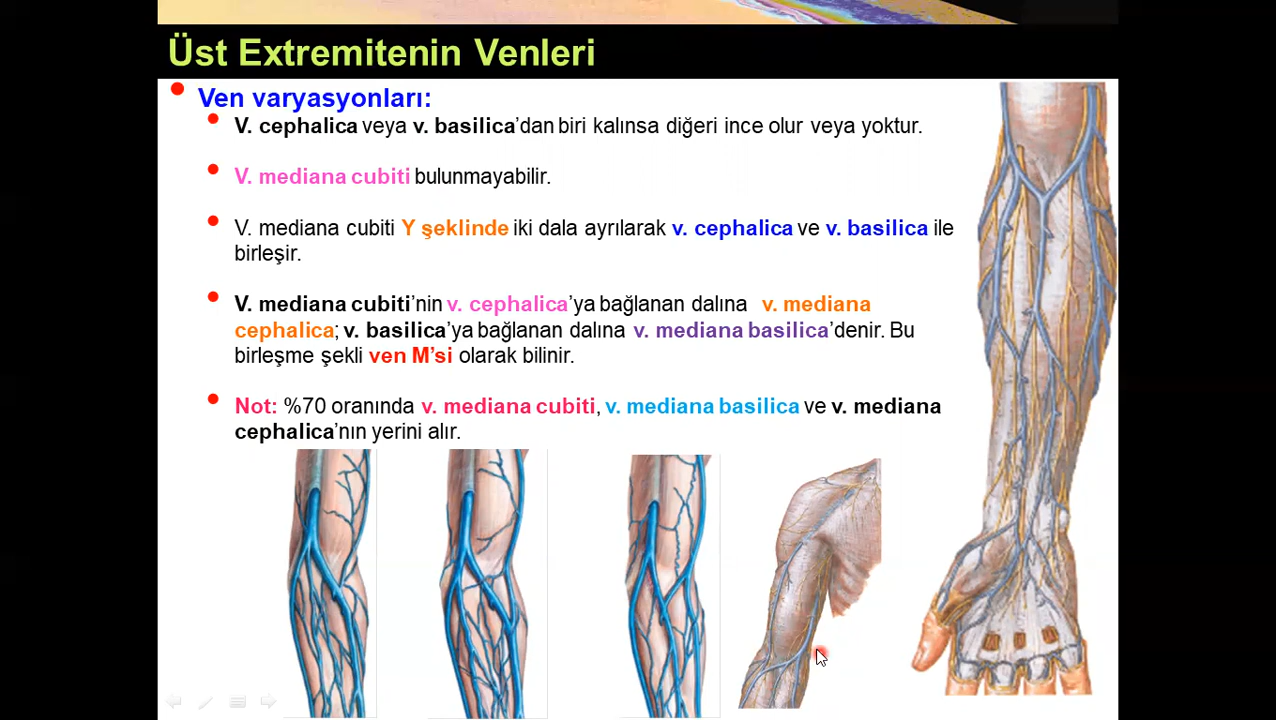 Üst Extremitenin Venleri
Ven varyasyonları:
V. cephalica veya v. basilica'dan biri kalınsa diğeri ince olur veya yoktur.
V. mediana cubiti bulunmayabilir.
V. mediana cubiti Y şeklinde iki dala ayrılarak v. cephalica ve v. basilica ile
birleşir.
V. mediana cubiti'nin v. cephalica'ya bağlanan dalına v. mediana
cephalica; v. basilica'ya bağlanan dalına v. mediana basilica'denir. Bu
birleşme şekli ven M'si olarak bilinir.
Not: %70 oranında v. mediana cubiti, v. mediana basilica ve v. mediana
cephalica'nın yerini alır.